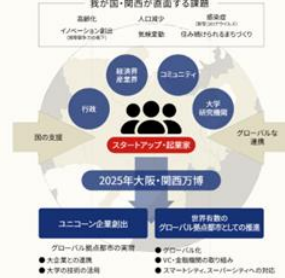 我が国・関西が直面する課題
高齢化 人口減少 感染症
(新型コロナウイルス)
イノベーション創出 気候変動 住み続けられるまちづくり
経済界
産業界
コミュニティ
行政
大学
研究機関
国の支援
グローバルな
連携
スタートアップ・起業家
2025年大阪・関西万博
ユニコーン企業創出
世界有数の
グローバル拠点都市としての推進
グローバル拠点都市の実現
●大企業との連携
●大学の技術の活用
●グローバル化
●VC・金融機関の取り組み
●スマートシティ、スーパーシティへの対応